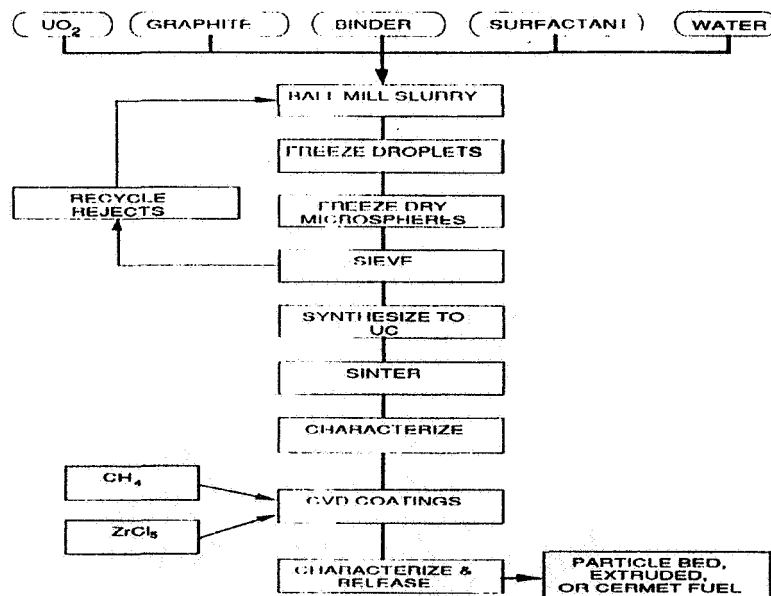 UO2
GRAPHITE
BINDER
SURFACTANT
WATER
BALL MILL SLURRY
FREEZE DROPLETS
RECYCLE
REJECTS
FREEZE DRY
MICROSPHERES
SIEVE
SYNTHESIZE TO
UC
SINTER
CHARACTERIZE
CH4
CVD COATINGS
ZrCl5
CHARACTERIZE &
RELEASE
PARTICLE BED,
EXTRUDED,
OR CERMET FUEL